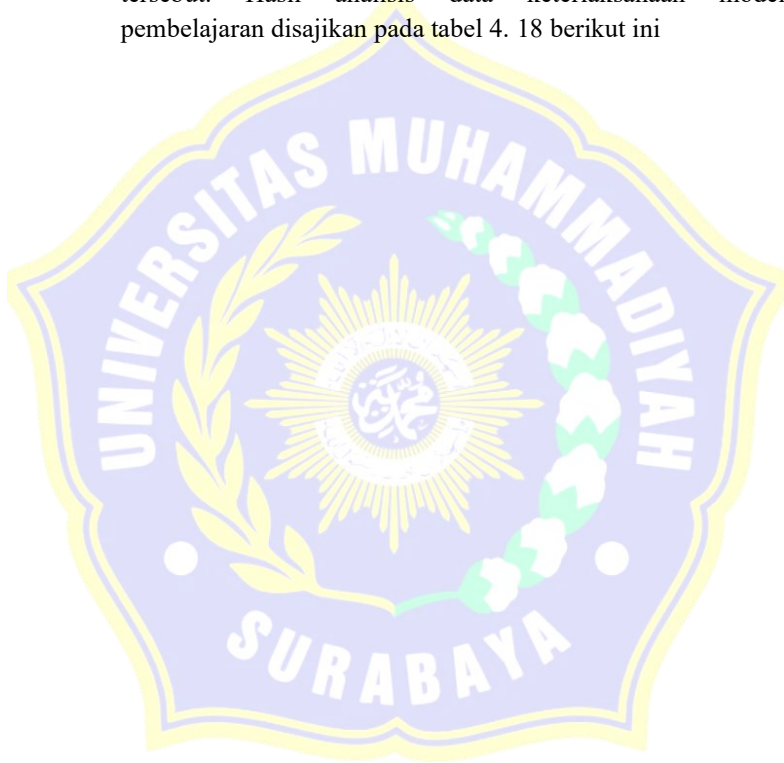 tersebut. Hasil analisis data keterlaksanaan model
pembelajaran disajikan pada tabel 4. 18 berikut ini
UNIVERSITAS MUHAMMADIYAH
SURABAYA